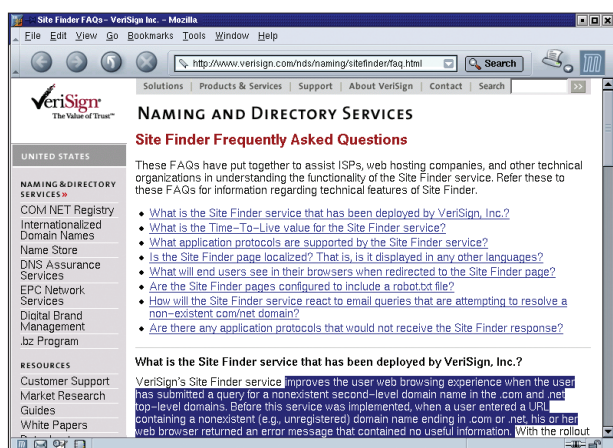 Site Finder FAQs – VeriSign Inc. – Mozilla
File Edit View Go Bookmarks Tools Window Help
http://www.verisign.com/nds/naming/sitefinder/faq.html Search
Solutions | Products & Services | Support | About VeriSign | Contact | Search >>
VeriSign
The Value of Trust™
NAMING AND DIRECTORY SERVICES
Site Finder Frequently Asked Questions
UNITED STATES
These FAQs have put together to assist ISPs, web hosting companies, and other technical
organizations in understanding the functionality of the Site Finder service. Refer these to
these FAQs for information regarding technical features of Site Finder.
NAMING & DIRECTORY
SERVICES »
COM NET Registry
Internationalized
Domain Names
Name Store
DNS Assurance
Services
EPC Network
Services
Digital Brand
Management
.bz Program
RESOURCES
Customer Support
Market Research
Guides
White Papers
What is the Site Finder service that has been deployed by VeriSign, Inc.?
What is the Time–To–Live value for the Site Finder service?
What application protocols are supported by the Site Finder service?
Is the Site Finder page localized? That is, is it displayed in any other languages?
What will end users see in their browsers when redirected to the Site Finder page?
Are the Site Finder pages configured to include a robot.txt file?
How will the Site Finder service react to email queries that are attempting to resolve a
non–existent com/net domain?
Are there any application protocols that would not receive the Site Finder response?
What is the Site Finder service that has been deployed by VeriSign, Inc.?
VeriSign's Site Finder service improves the user web browsing experience when the user
has submitted a query for a nonexistent second–level domain name in the .com and .net
top–level domains. Before this service was implemented, when a user entered a URL
containing a nonexistent (e.g., unregistered) domain name ending in .com or .net, his or her
web browser returned an error message that contained no useful information. With the rollout